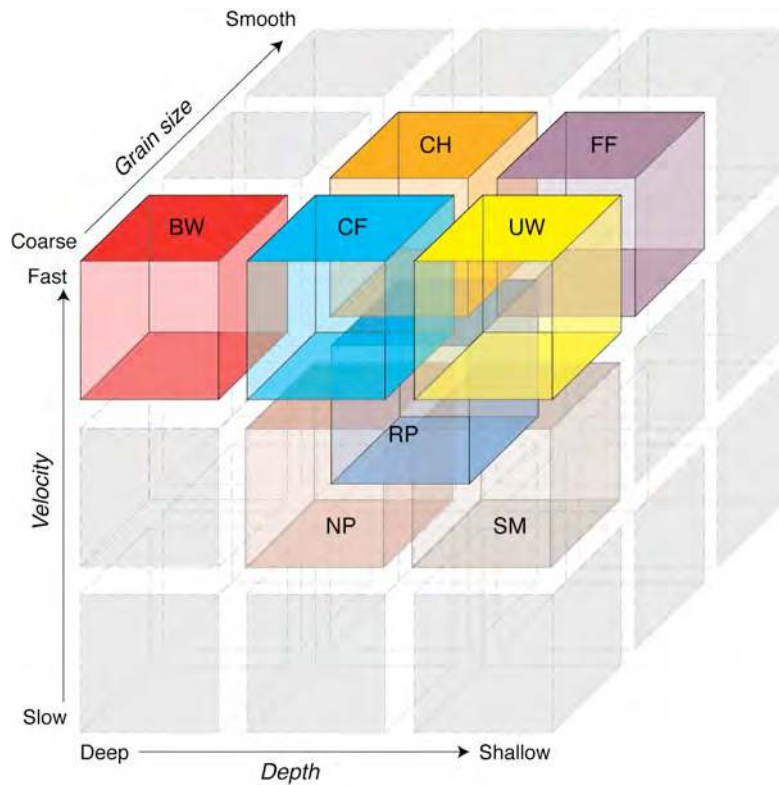 Smooth
Grain size
CH
FF
BW
CF
UW
Coarse
Fast
RP
Velocity
NP
SM
Slow
Deep
Shallow
Depth